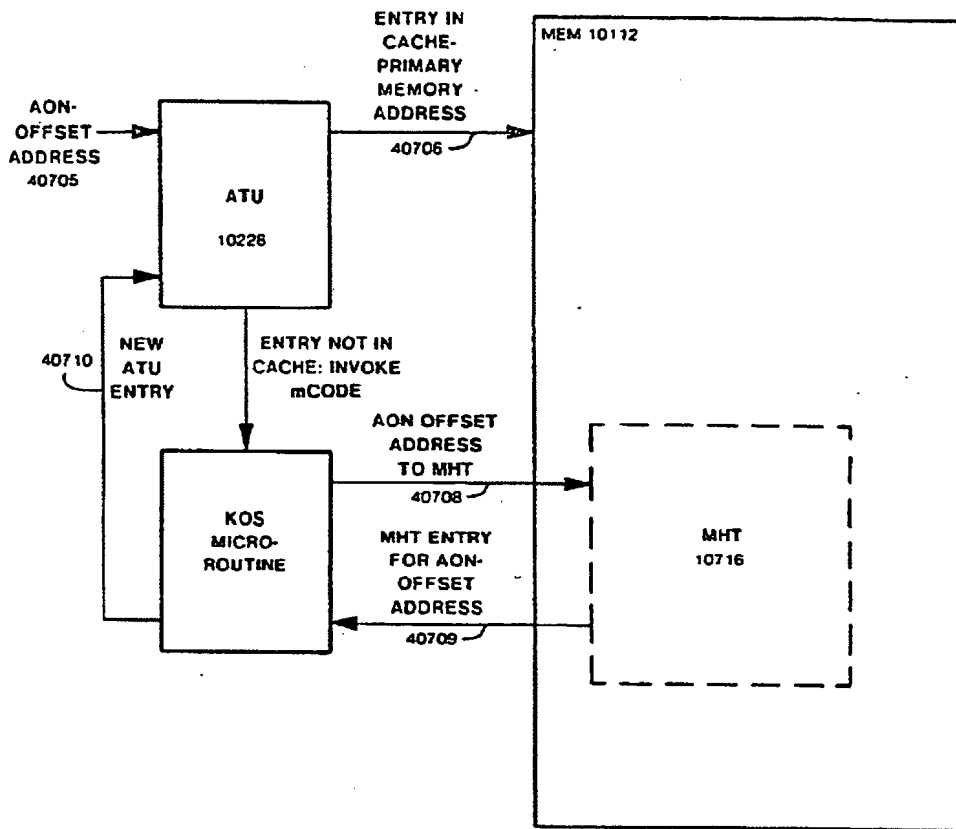 ENTRY IN
CACHE-
PRIMARY
MEMORY
ADDRESS
40706
MEM 10112
AON-
OFFSET
ADDRESS
40705
ATU
10228
40710
NEW
ATU
ENTRY
ENTRY NOT IN
CACHE: INVOKE
mCODE
AON OFFSET
ADDRESS
TO MHT
40708
KOS
MICRO-
ROUTINE
MHT ENTRY
FOR AON-
OFFSET
ADDRESS
40709
MHT
10716